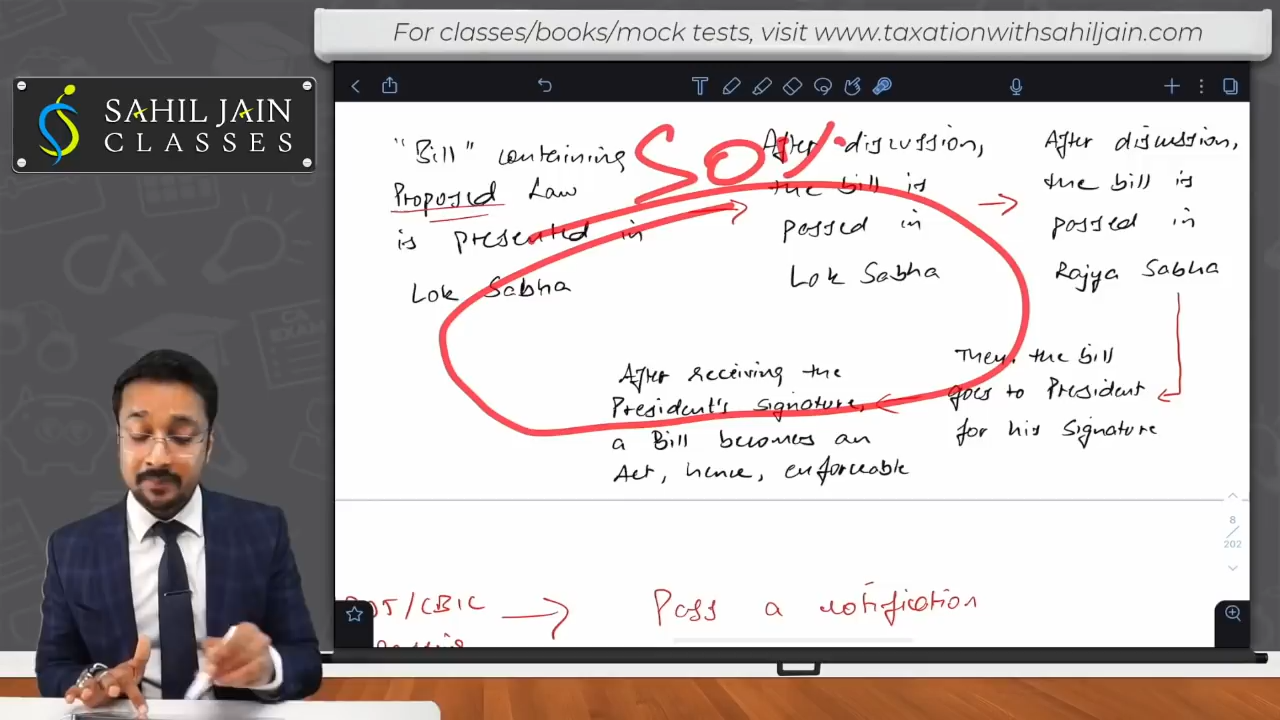 For classes/books/mock tests, visit www.taxationwithsahiljain.com
SAHIL JAIN
CLASSES
"Bill" containing
Proposed Law
is presented in
Lok Sabha
50%
After discussion,
the bill is
passed in
Lok Sabha
After discussion,
the bill is
passed in
Rajya Sabha
Then, the bill
goes to President
for his signature
After receiving the
President's signature,
a Bill becomes an
Act, hence, enforceable
8
202
/CBIC
Pass a notification